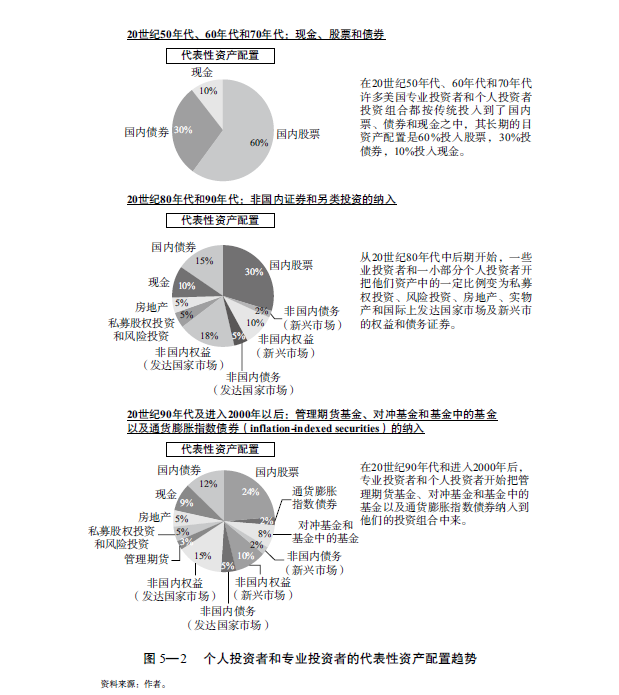 20世纪50年代、60年代和70年代：现金、股票和债券
代表性资产配置
现金
10%
国内债券
30%
60%
国内股票
在20世纪50年代、60年代和70年代
许多美国专业投资者和个人投资者
投资组合都按传统投入到了国内
票、债券和现金之中，其长期的目
资产配置是60%投入股票，30%投
债券，10%投入现金。
20世纪80年代和90年代：非国内证券和另类投资的纳入
代表性资产配置
国内债券
15%
30%
国内股票
现金
10%
房地产
5%
私募股权投资
和风险投资
5%
2%
非国内债务
（新兴市场）
10%
非国内权益
（新兴市场）
18%
5%
非国内权益
（发达国家市场）
非国内债务
（发达国家市场）
从20世纪80年代中后期开始，一些
业投资者和一小部分个人投资者开
把他们资产中的一定比例变为私募
权投资、风险投资、房地产、实物
产和国际上发达国家市场及新兴市
的权益和债务证券。
20世纪90年代及进入2000年以后：管理期货基金、对冲基金和基金中的基金
以及通货膨胀指数债券（inflation-indexed securities）的纳入
代表性资产配置
国内债券
12%
国内股票
24%
现金
9%
通货膨胀
指数债券
2%
房地产
5%
对冲基金和
基金中的基金
8%
私募股权投资
和风险投资
5%
2%
非国内债务
（新兴市场）
管理期货
3%
15%
5%
10%
非国内权益
（发达国家市场）
非国内权益
（新兴市场）
非国内债务
（发达国家市场）
在20世纪90年代和进入2000年后，
专业投资者和个人投资者开始把管
理期货基金、对冲基金和基金中的
基金以及通货膨胀指数债券纳入到
他们的投资组合中来。
图 5—2 个人投资者和专业投资者的代表性资产配置趋势
资料来源：作者。